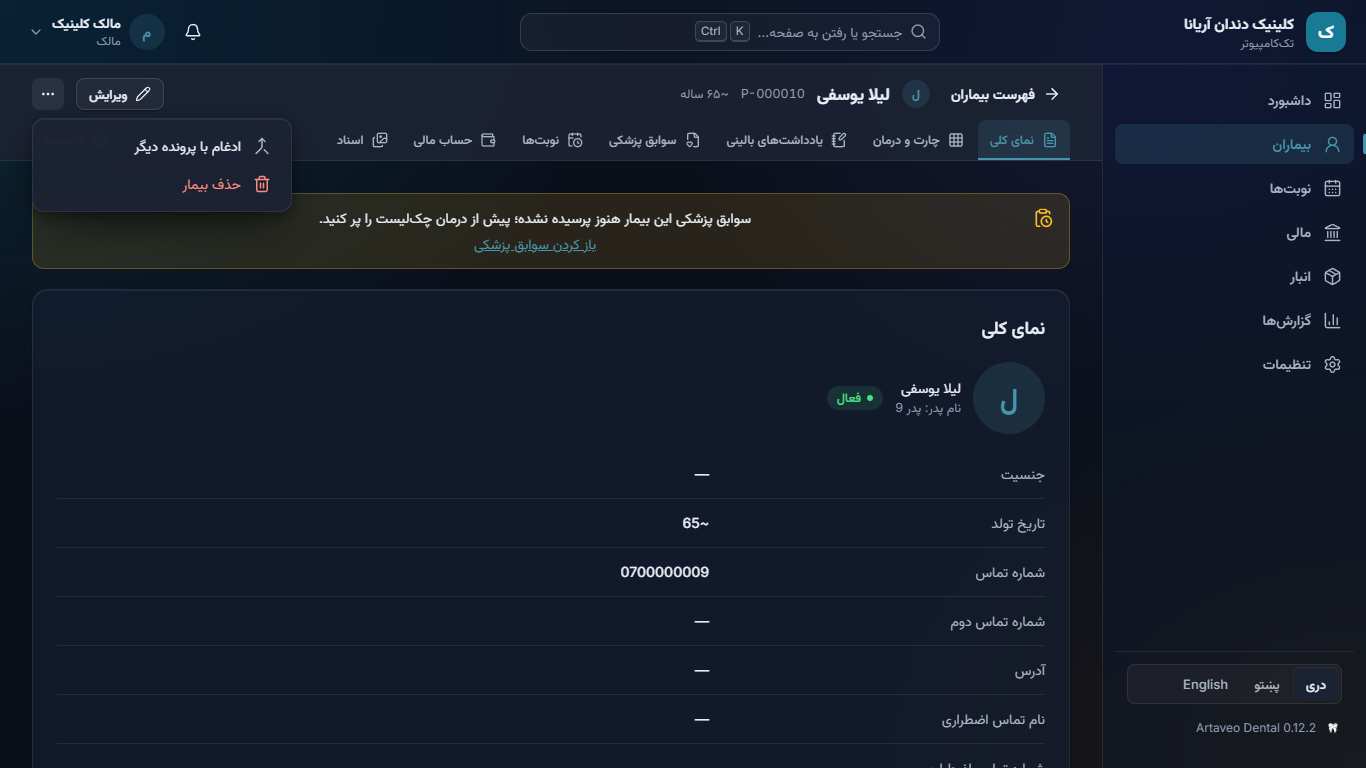 کلینیک دندان آریانا
تک‌کامپیوتر
ک
جستجو یا رفتن به صفحه...
Ctrl K
مالک کلینیک
مالک
م
داشبورد
بیماران
نوبت‌ها
مالی
انبار
گزارش‌ها
تنظیمات
دری پښتو English
Artaveo Dental 0.12.2
فهرست بیماران
ل
لیلا یوسفی P-000010 ~۶۵ ساله
ویرایش
نمای کلی
چارت و درمان
یادداشت‌های بالینی
سوابق پزشکی
نوبت‌ها
حساب مالی
اسناد
ادغام با پرونده دیگر
حذف بیمار
سوابق پزشکی این بیمار هنوز پرسیده نشده؛ پیش از درمان چک‌لیست را پر کنید.
باز کردن سوابق پزشکی
نمای کلی
ل
لیلا یوسفی
نام پدر: پدر 9
فعال
جنسیت —
تاریخ تولد ~65
شماره تماس 0700000009
شماره تماس دوم —
آدرس —
نام تماس اضطراری —